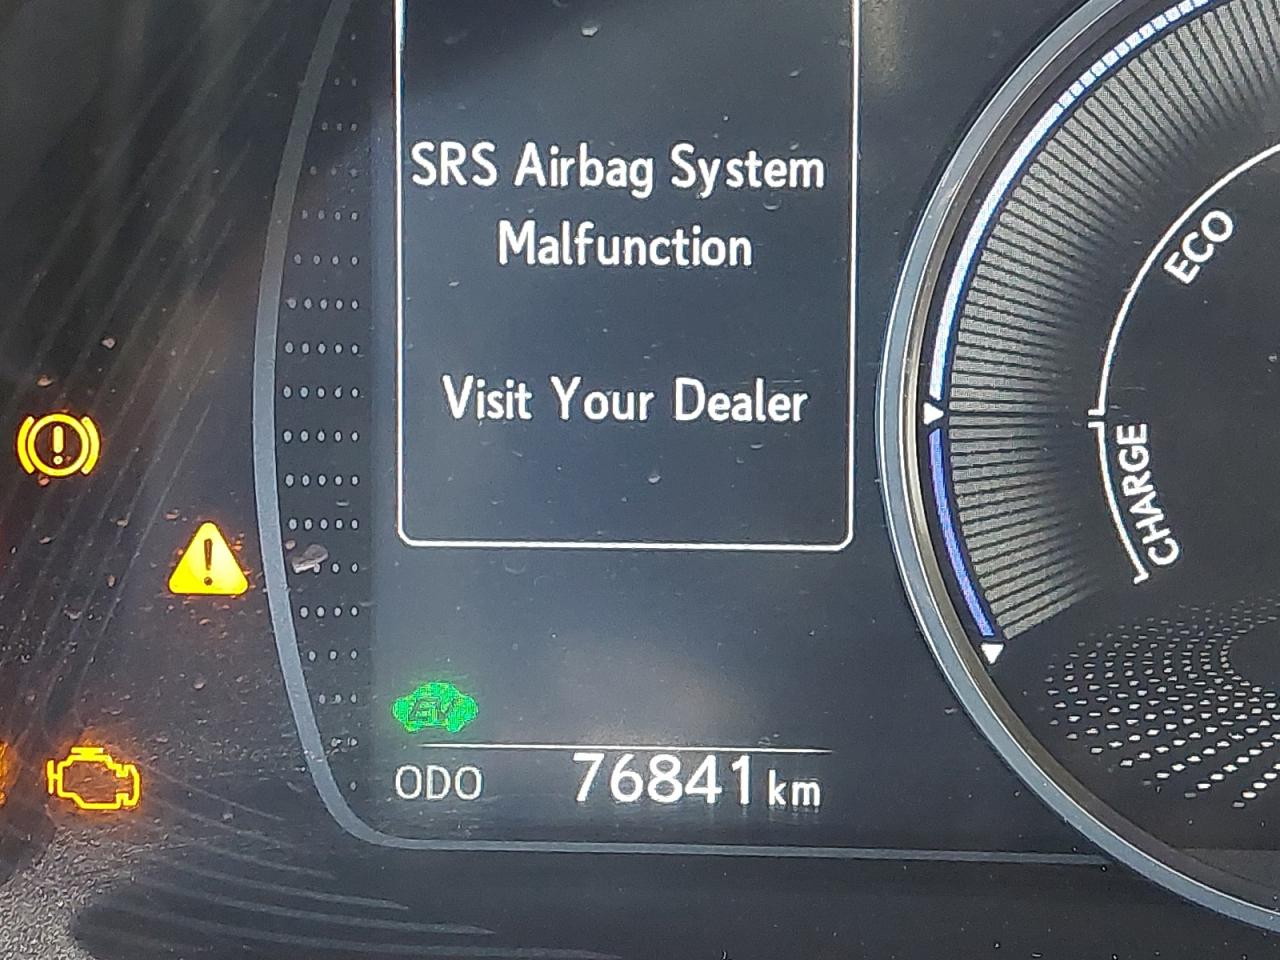 SRS Airbag System
Malfunction
Visit Your Dealer
ECO
CHARGE
EV
ODO 76841 km